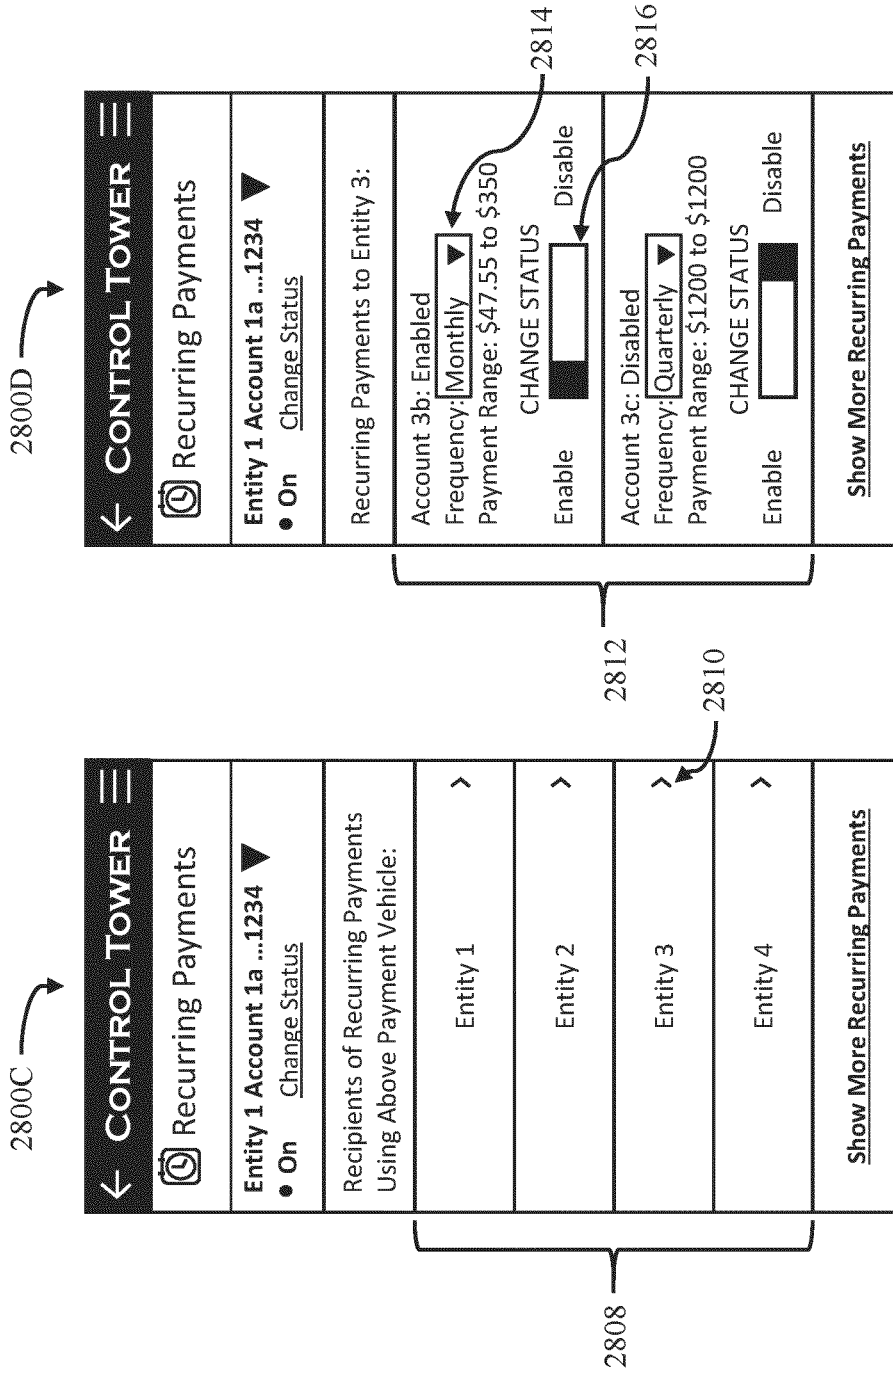 2800C
← CONTROL TOWER
Recurring Payments
Entity 1 Account 1a ...1234 ▼
• On Change Status
Recipients of Recurring Payments
Using Above Payment Vehicle:
Entity 1 >
Entity 2 >
Entity 3 >
Entity 4 >
Show More Recurring Payments
2808
2810
2800D
← CONTROL TOWER
Recurring Payments
Entity 1 Account 1a ...1234 ▼
• On Change Status
Recurring Payments to Entity 3:
Account 3b: Enabled
Frequency: Monthly ▼
Payment Range: $47.55 to $350
CHANGE STATUS
Enable Disable
Account 3c: Disabled
Frequency: Quarterly ▼
Payment Range: $1200 to $1200
CHANGE STATUS
Enable Disable
Show More Recurring Payments
2812
2814
2816